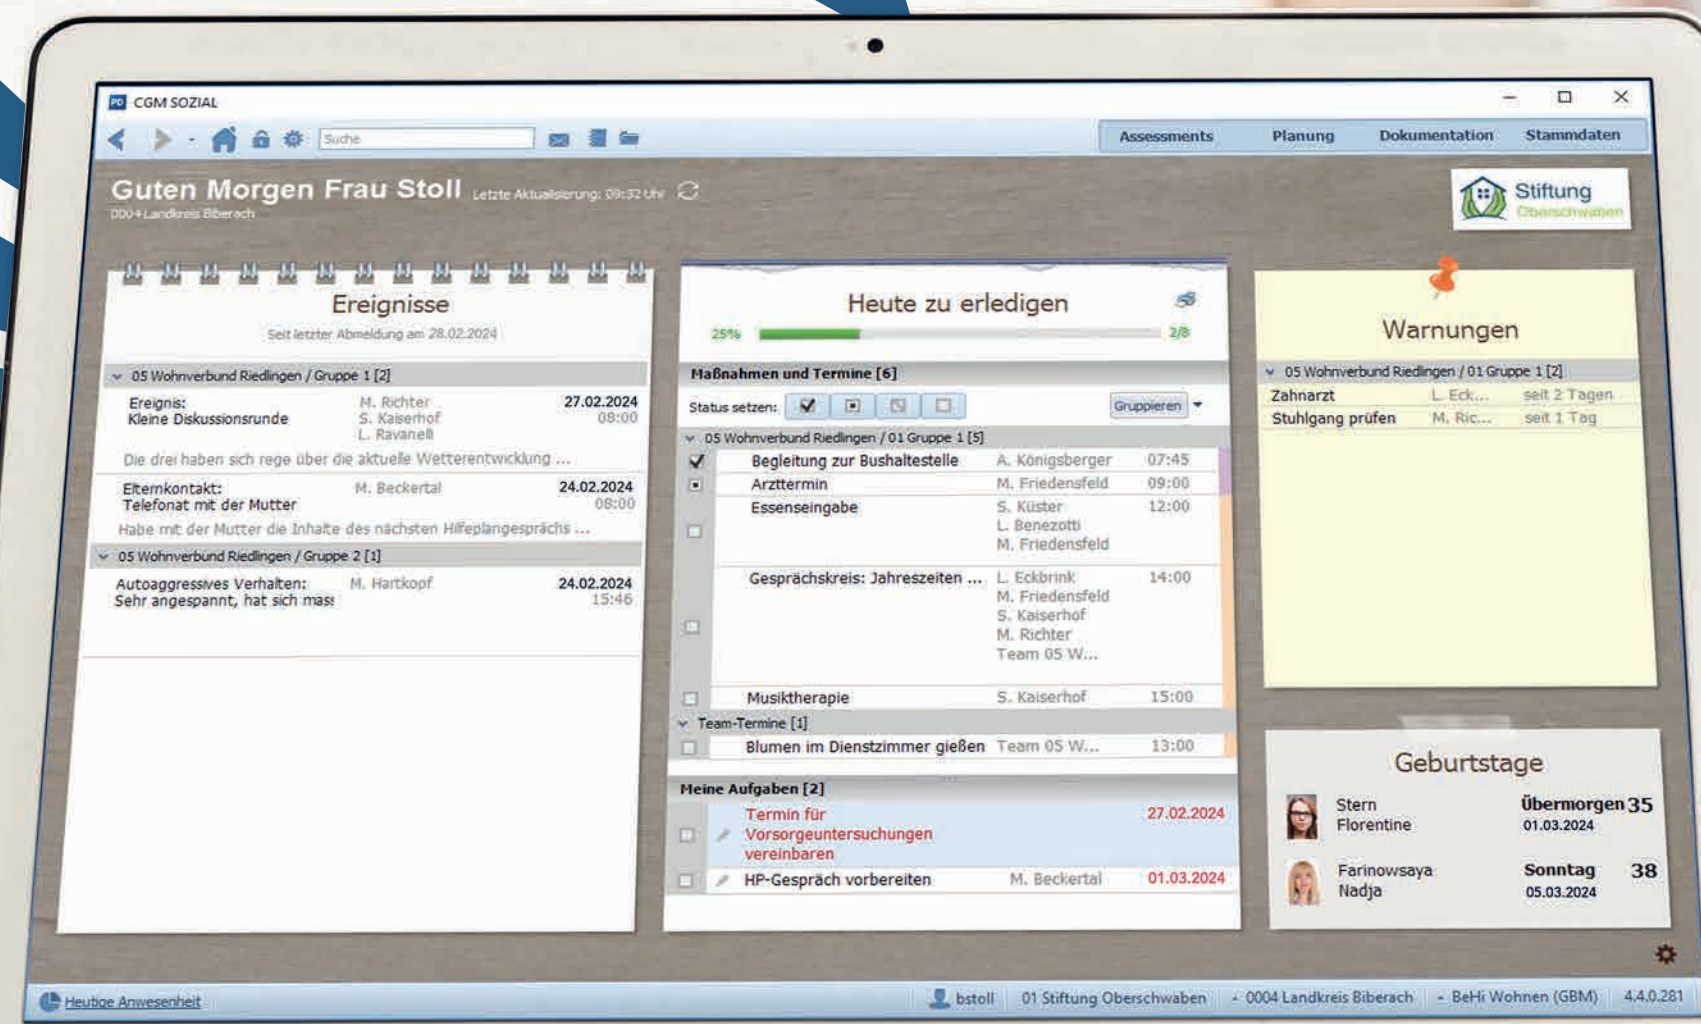 PD CGM SOZIAL
Suche
Assessments Planung Dokumentation Stammdaten
Guten Morgen Frau Stoll Letzte Aktualisierung: 09:32 Uhr
0004 Landkreis Biberach
Stiftung
Oberschwaben
Ereignisse
Seit letzter Abmeldung am 28.02.2024
05 Wohnverbund Riedlingen / Gruppe 1 [2]
Ereignis: M. Richter 27.02.2024
Kleine Diskussionsrunde S. Kaiserhof 08:00
L. Ravanelli
Die drei haben sich rege über die aktuelle Wetterentwicklung ...
Elternkontakt: M. Beckertal 24.02.2024
Telefonat mit der Mutter 08:00
Habe mit der Mutter die Inhalte des nächsten Hilfeplangesprächs ...
05 Wohnverbund Riedlingen / Gruppe 2 [1]
Autoaggressives Verhalten: M. Hartkopf 24.02.2024
Sehr angespannt, hat sich mass 15:46
Heute zu erledigen
25% 2/8
Maßnahmen und Termine [6]
Status setzen: Gruppieren
05 Wohnverbund Riedlingen / 01 Gruppe 1 [5]
Begleitung zur Bushaltestelle A. Königsberger 07:45
Arzttermin M. Friedensfeld 09:00
Essenseingabe S. Küster 12:00
L. Benezotti
M. Friedensfeld
Gesprächskreis: Jahreszeiten ... L. Eckbrink 14:00
M. Friedensfeld
S. Kaiserhof
M. Richter
Team 05 W...
Musiktherapie S. Kaiserhof 15:00
Team-Termine [1]
Blumen im Dienstzimmer gießen Team 05 W... 13:00
Meine Aufgaben [2]
Termin für 27.02.2024
Vorsorgeuntersuchungen
vereinbaren
HP-Gespräch vorbereiten M. Beckertal 01.03.2024
Warnungen
05 Wohnverbund Riedlingen / 01 Gruppe 1 [2]
Zahnarzt L. Eck... seit 2 Tagen
Stuhlgang prüfen M. Ric... seit 1 Tag
Geburtstage
Stern Übermorgen 35
Florentine 01.03.2024
Farinowsaya Sonntag 38
Nadja 05.03.2024
Heutige Anwesenheit bstoll 01 Stiftung Oberschwaben 0004 Landkreis Biberach BeHi Wohnen (GBM) 4.4.0.281